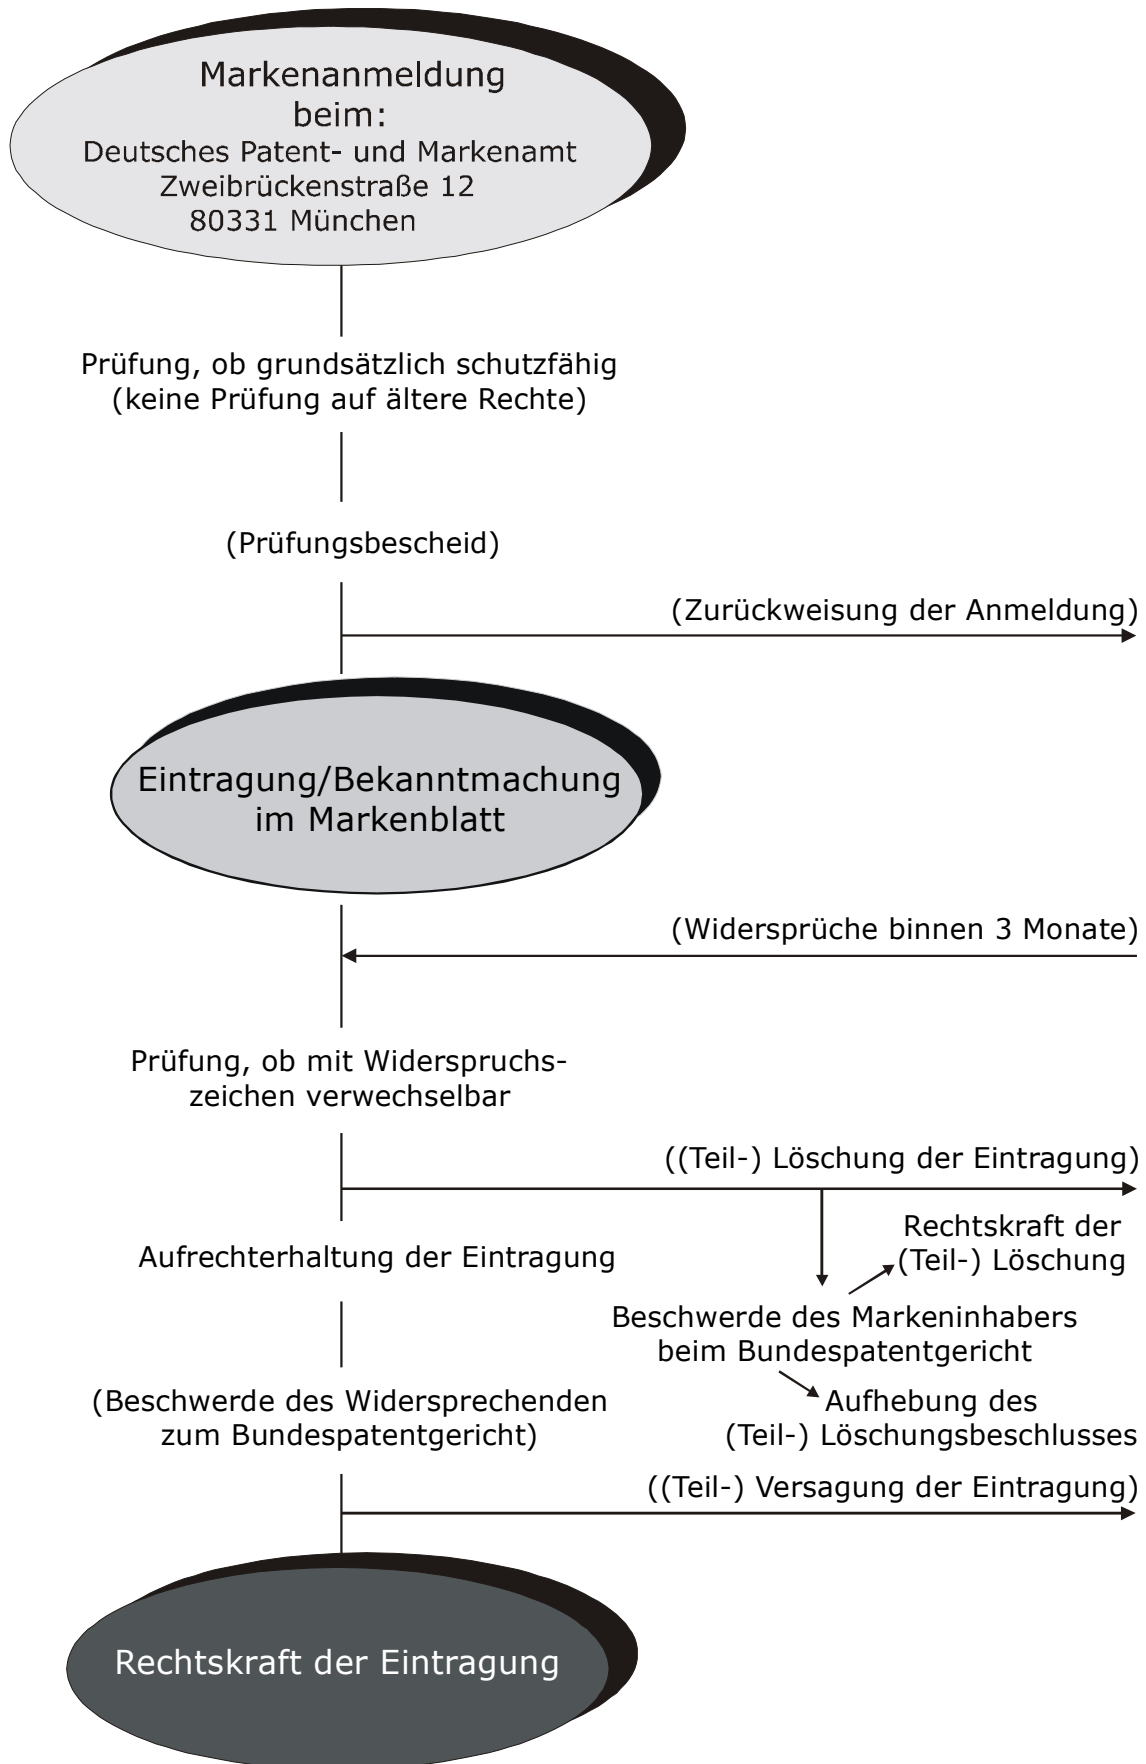 Markenanmeldung
beim:
Deutsches Patent- und Markenamt
Zweibrückenstraße 12
80331 München
Prüfung, ob grundsätzlich schutzfähig
(keine Prüfung auf ältere Rechte)
(Prüfungsbescheid)
(Zurückweisung der Anmeldung)
Eintragung/Bekanntmachung
im Markenblatt
(Widersprüche binnen 3 Monate)
Prüfung, ob mit Widerspruchs-
zeichen verwechselbar
((Teil-) Löschung der Eintragung)
Rechtskraft der
(Teil-) Löschung
Aufrechterhaltung der Eintragung
Beschwerde des Markeninhabers
beim Bundespatentgericht
(Beschwerde des Widersprechenden
zum Bundespatentgericht)
Aufhebung des
(Teil-) Löschungsbeschlusses
((Teil-) Versagung der Eintragung)
Rechtskraft der Eintragung